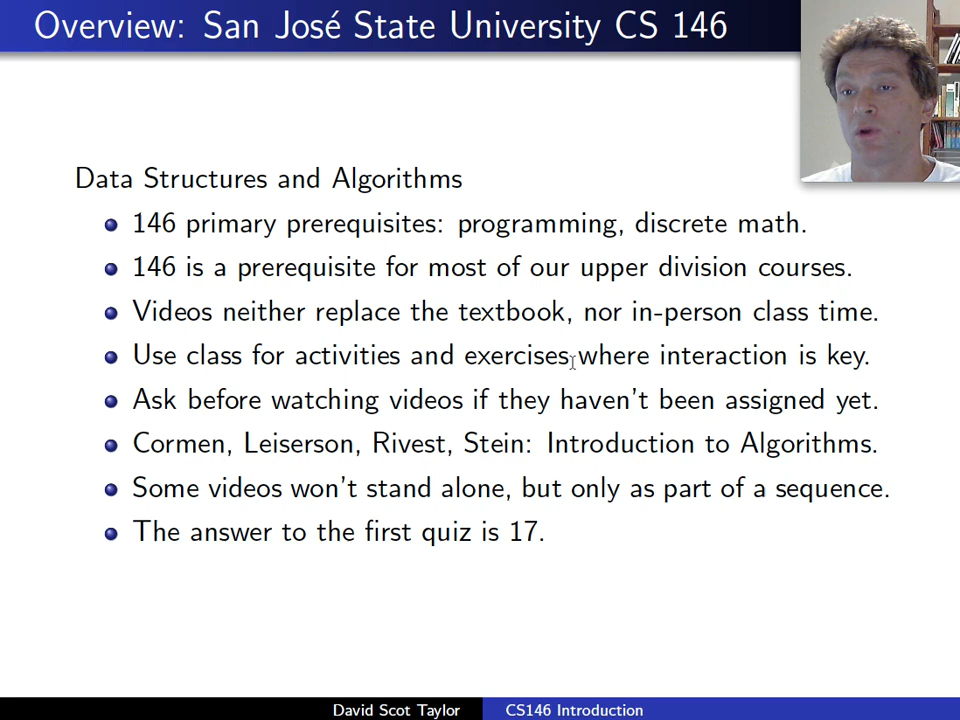 Overview: San José State University CS 146
Data Structures and Algorithms
146 primary prerequisites: programming, discrete math.
146 is a prerequisite for most of our upper division courses.
Videos neither replace the textbook, nor in-person class time.
Use class for activities and exercises where interaction is key.
Ask before watching videos if they haven't been assigned yet.
Cormen, Leiserson, Rivest, Stein: Introduction to Algorithms.
Some videos won't stand alone, but only as part of a sequence.
The answer to the first quiz is 17.
David Scot Taylor
CS146 Introduction